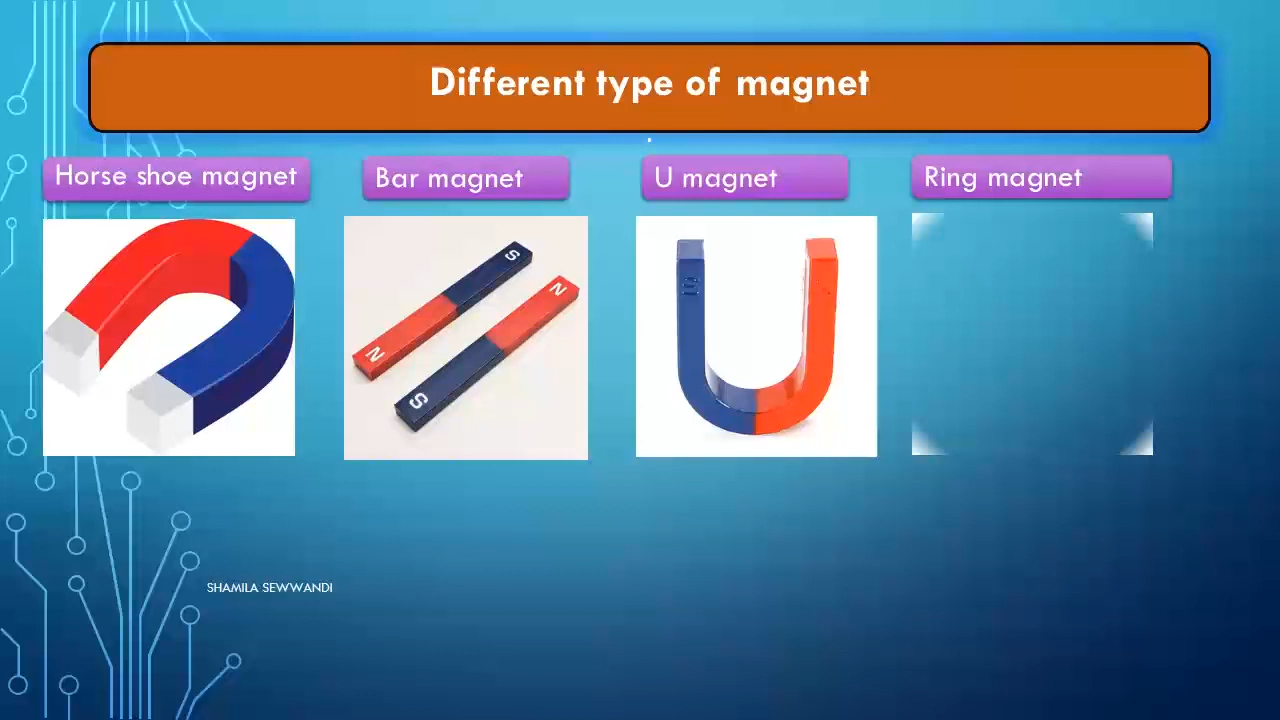 Different type of magnet
.
Horse shoe magnet
Bar magnet
U magnet
Ring magnet
S
N
N
S
S
SHAMILA SEWWANDI